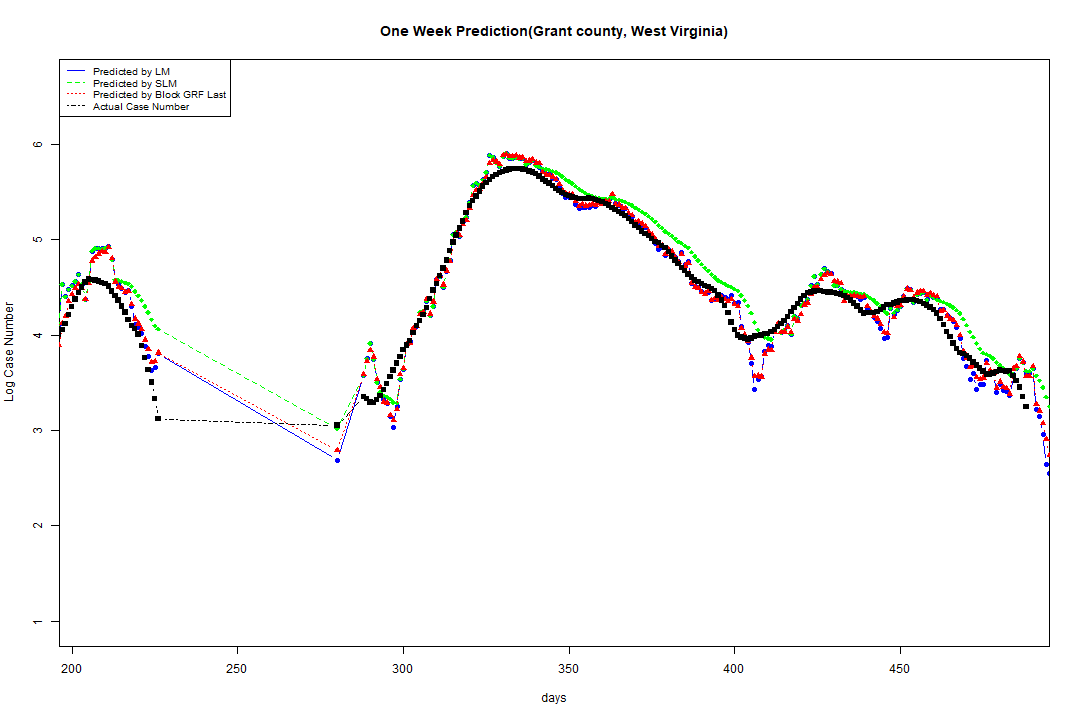 One Week Prediction(Grant county, West Virginia)
Predicted by LM
Predicted by SLM
Predicted by Block GRF Last
Actual Case Number
6
5
4
3
2
1
Log Case Number
200 250 300 350 400 450
days